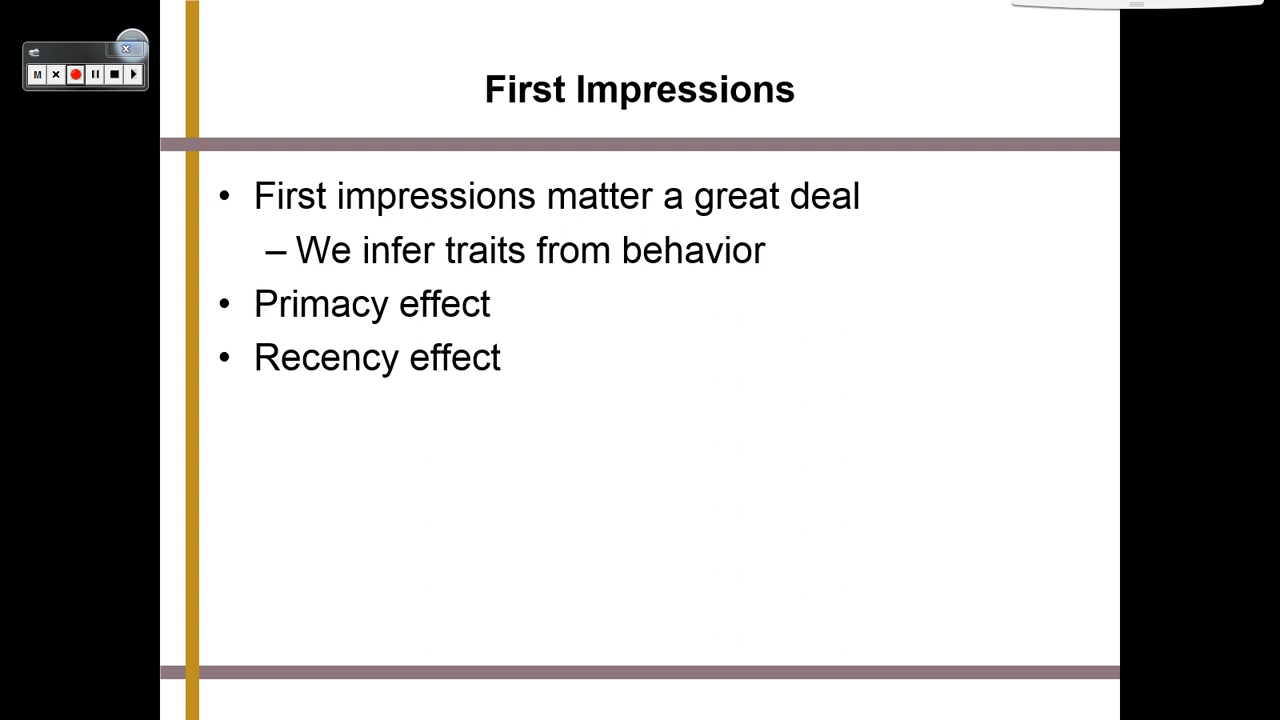 First Impressions
• First impressions matter a great deal
– We infer traits from behavior
• Primacy effect
• Recency effect
M